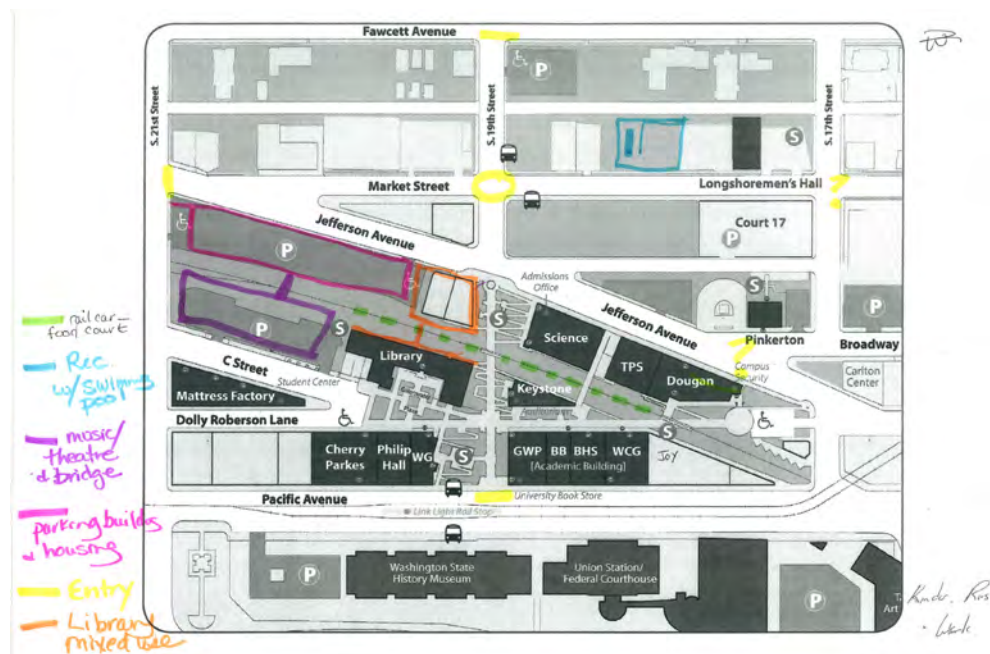 Fawcett Avenue
P
S. 21st Street
S. 19th Street
S. 17th Street
S
Market Street
Longshoremen's Hall
Court 17
P
Jefferson Avenue
P
Admissions
Office
S
Jefferson Avenue
S
Pinkerton
P
Broadway
rail car -
food court
P
S
Science
Library
TPS
Campus
Security
Carlton
Center
Rec.
w/ swimming
pool
C Street
Student Center
Keystone
Dougan
Mattress Factory
Dolly Roberson Lane
music/
theatre
& bridge
Cherry
Parkes
Philip
Hall
WG
S
GWP
BB
BHS
WCG
[Academic Building]
S
JOY
Pacific Avenue
University Book Store
Link Light Rail Stop
parking buildgs
& housing
Washington State
History Museum
Union Station/
Federal Courthouse
P
P
Art
Entry
Library
mixed use